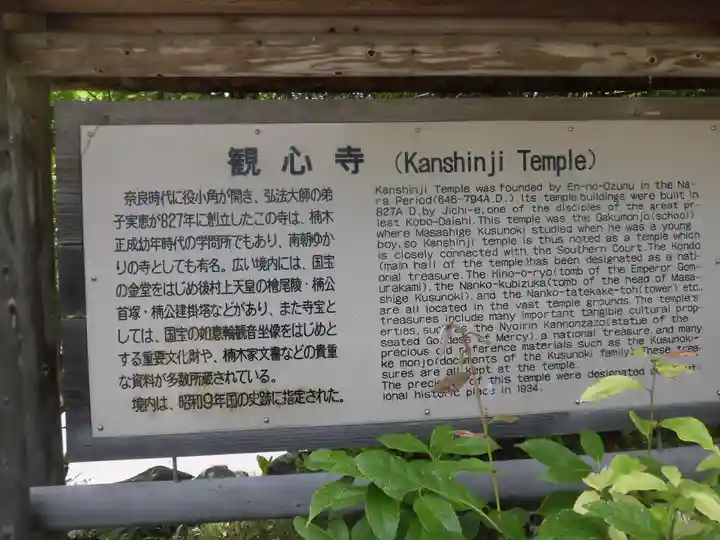 観心寺 (Kanshinji Temple)
奈良時代に役小角が開き、弘法大師の弟
子実恵が827年に創立したこの寺は、楠木
正成幼年時代の学問所でもあり、南朝ゆか
りの寺としても有名。広い境内には、国宝
の金堂をはじめ後村上天皇の檜尾陵・楠公
首塚・楠公建掛塔などがあり、また寺宝と
しては、国宝の如意輪観音坐像をはじめと
する重要文化財や、楠木家文書などの貴重
な資料が多数所蔵されている。
境内は、昭和9年国の史跡に指定された。
Kanshinji Temple was founded by En-no-Ozunu in the Na-
ra Period(646-794A.D.). Its temple buildings were built in
827A.D.by Jichi-e,one of the disciples of the great pr-
iest Kobo-Daishi.This temple was the Gakumonjo(school)
where Masashige Kusunoki studied when he was a young
boy,so Kanshinji temple is thus noted as a temple which
is closely connected with the Southern Court.The Kondo
(main hall of the temple)has been designated as a nati-
onal treasure.The Hino-o-ryo(tomb of the Emperor Gom-
urakami), the Nanko-kubizuka(tomb of the head of Masa-
shige Kusunoki),and the Nanko-tatekake-toh(tower) etc.
are all located in the vast temple grounds.The temple's
treasures include many important tangible cultural prop-
erties, the Nyoirin Kannonzazo(statue of the
seated Mercy),a national treasure,and many
precious old reference materials such as the Kusunoki-
ke monjo(documents of the Kusunoki family).These trea-
sures are all kept at the temple.
The of this temple were designated
ional historic place in 1934.